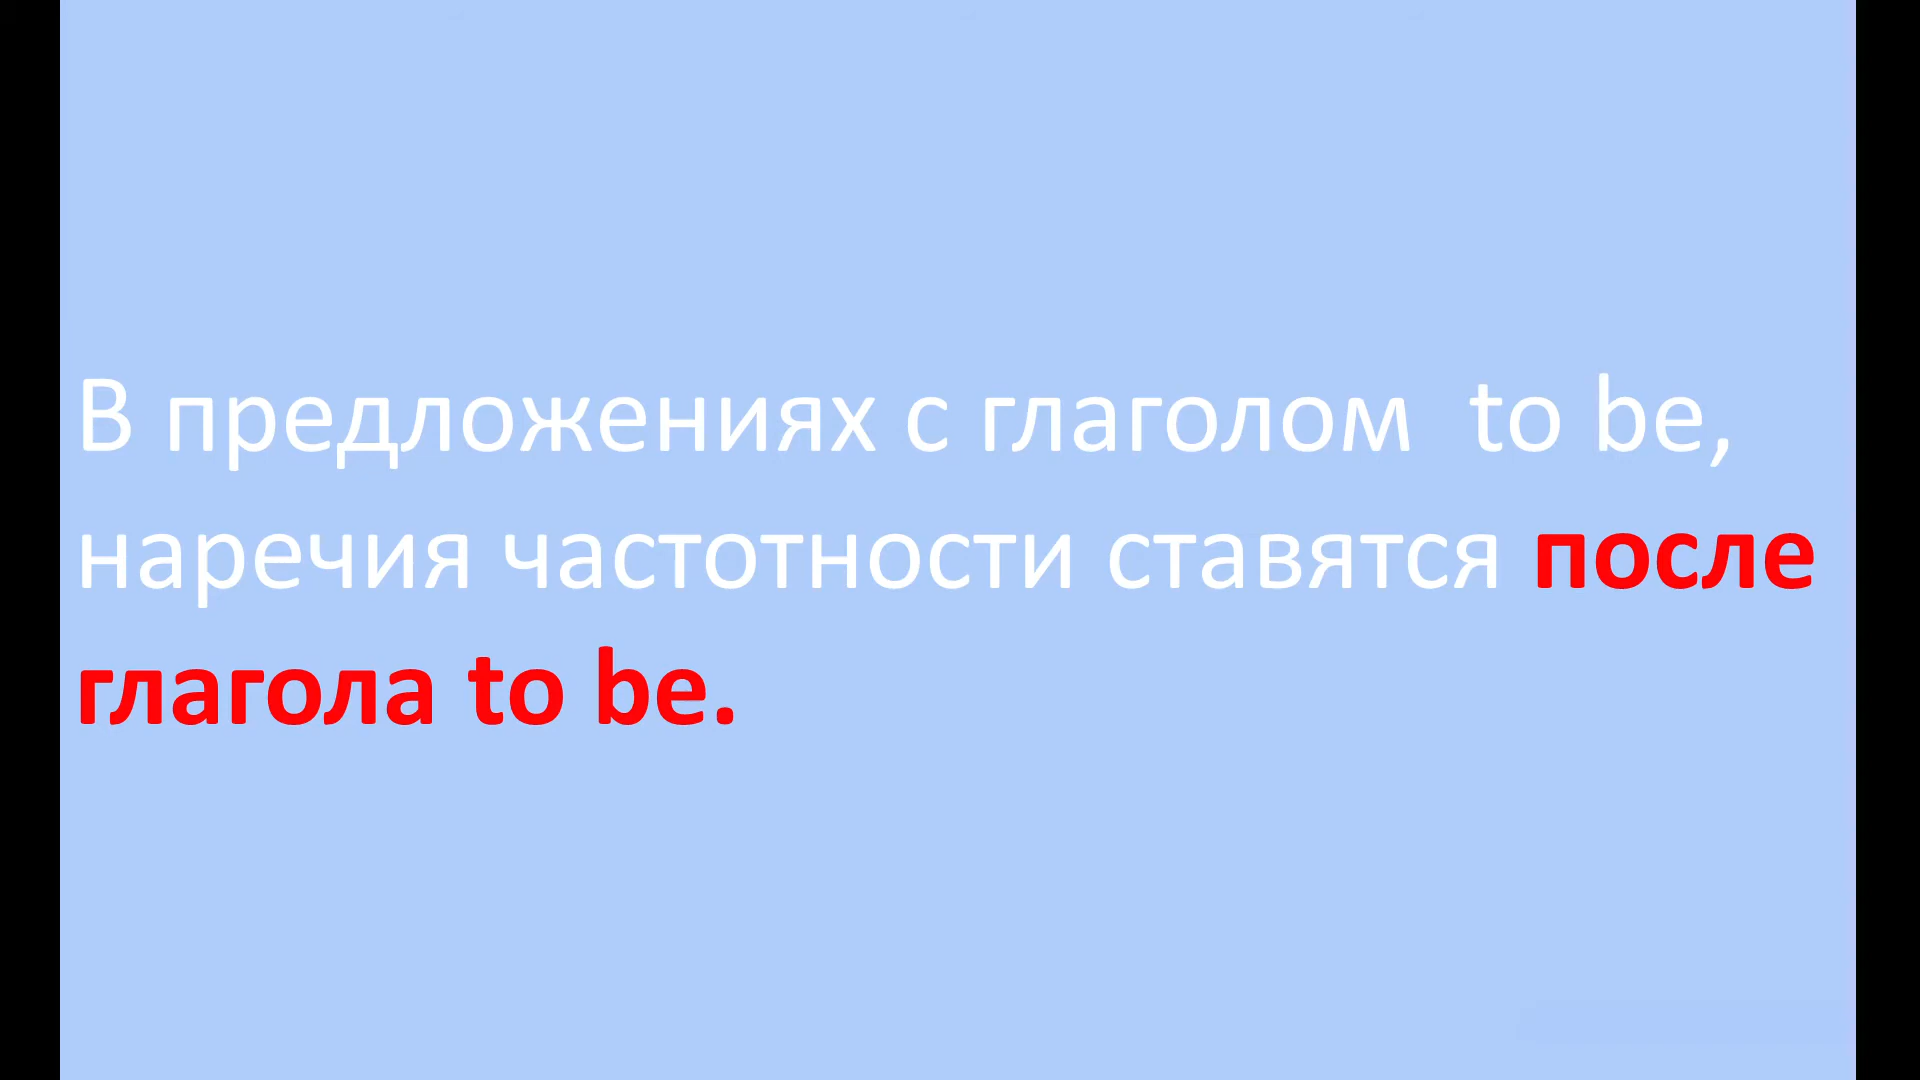 В предложениях с глаголом  to be,
наречия частотности ставятся после
глагола to be.